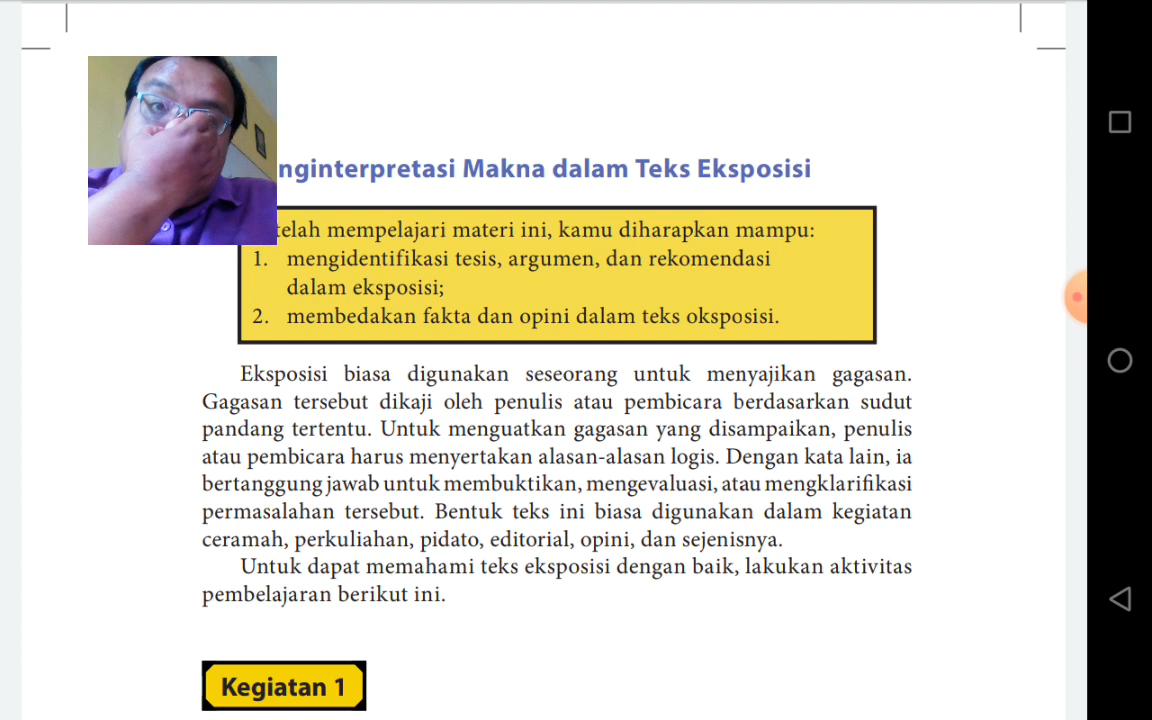 nginterpretasi Makna dalam Teks Eksposisi
telah mempelajari materi ini, kamu diharapkan mampu:
1. mengidentifikasi tesis, argumen, dan rekomendasi
dalam eksposisi;
2. membedakan fakta dan opini dalam teks oksposisi.
Eksposisi biasa digunakan seseorang untuk menyajikan gagasan.
Gagasan tersebut dikaji oleh penulis atau pembicara berdasarkan sudut
pandang tertentu. Untuk menguatkan gagasan yang disampaikan, penulis
atau pembicara harus menyertakan alasan-alasan logis. Dengan kata lain, ia
bertanggung jawab untuk membuktikan, mengevaluasi, atau mengklarifikasi
permasalahan tersebut. Bentuk teks ini biasa digunakan dalam kegiatan
ceramah, perkuliahan, pidato, editorial, opini, dan sejenisnya.
Untuk dapat memahami teks eksposisi dengan baik, lakukan aktivitas
pembelajaran berikut ini.
Kegiatan 1